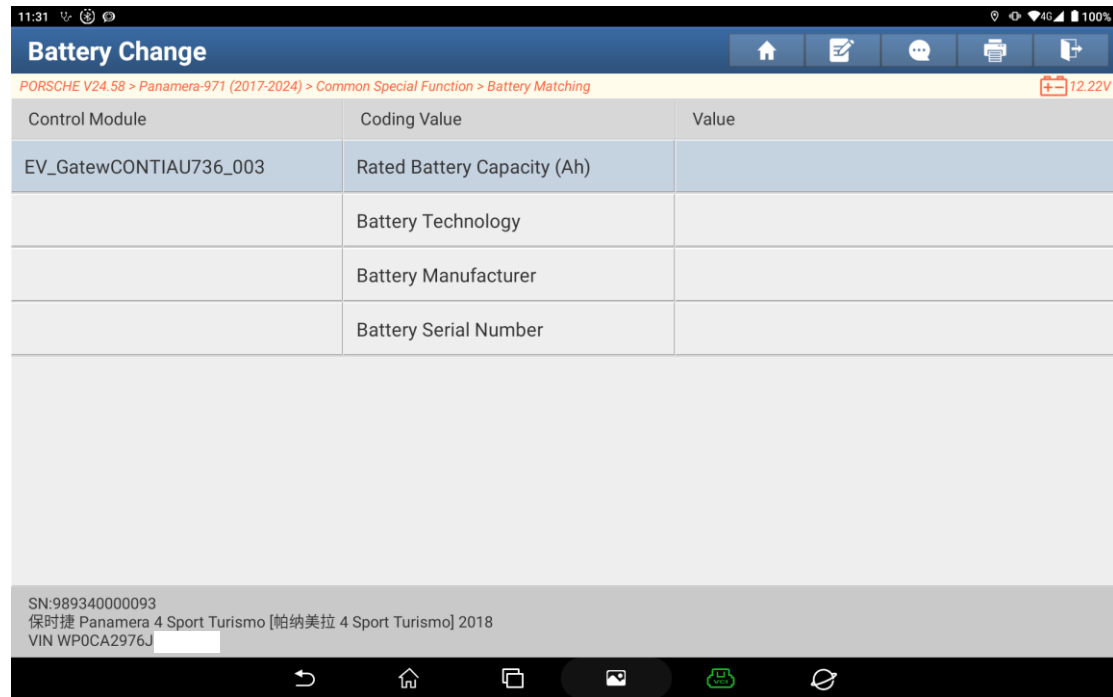 11:31 4G 100%
Battery Change
PORSCHE V24.58 > Panamera-971 (2017-2024) > Common Special Function > Battery Matching 12.22V
Control Module Coding Value Value
EV_GatewCONTIAU736_003 Rated Battery Capacity (Ah)
Battery Technology
Battery Manufacturer
Battery Serial Number
SN:989340000093
保时捷 Panamera 4 Sport Turismo [帕纳美拉 4 Sport Turismo] 2018
VIN WP0CA2976J
VCI